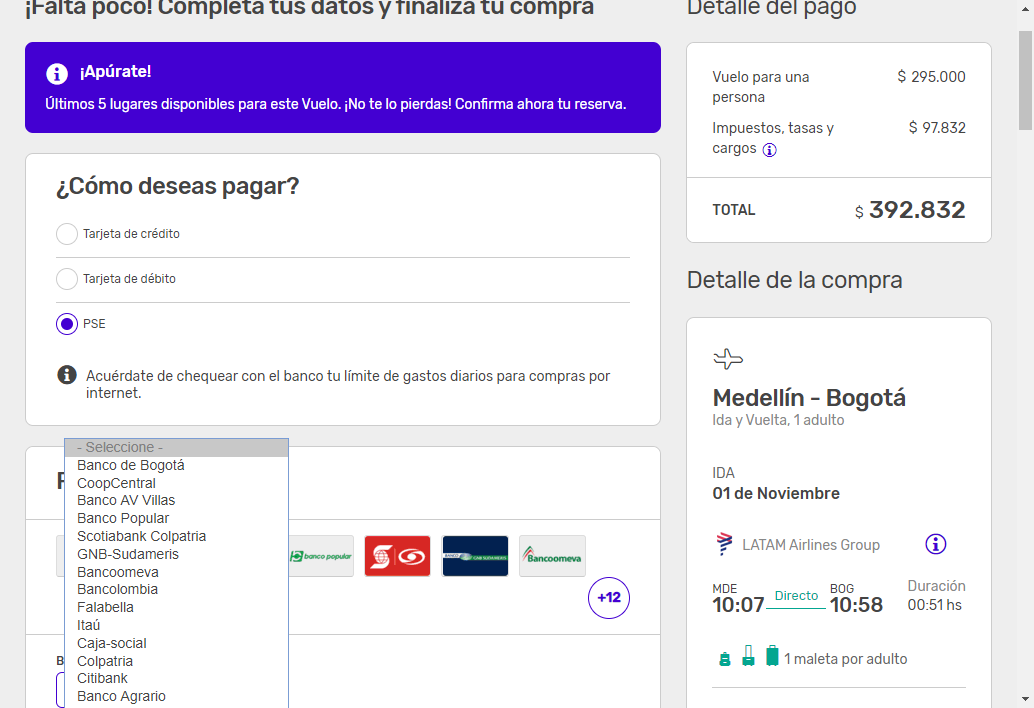 ¡Falta poco! Completa tus datos y finaliza tu compra
¡Apúrate!
Últimos 5 lugares disponibles para este Vuelo. ¡No te lo pierdas! Confirma ahora tu reserva.
¿Cómo deseas pagar?
Tarjeta de crédito
Tarjeta de débito
PSE
Acuérdate de chequear con el banco tu límite de gastos diarios para compras por
internet.
- Seleccione -
Banco de Bogotá
CoopCentral
Banco AV Villas
Banco Popular
Scotiabank Colpatria
GNB-Sudameris
Bancoomeva
Bancolombia
Falabella
Itaú
Caja-social
Colpatria
Citibank
Banco Agrario
banco popular
Bancoomeva
+12
Detalle del pago
Vuelo para una
persona
$ 295.000
Impuestos, tasas y
cargos
$ 97.832
TOTAL
$ 392.832
Detalle de la compra
Medellín - Bogotá
Ida y Vuelta, 1 adulto
IDA
01 de Noviembre
LATAM Airlines Group
MDE
10:07
Directo
BOG
10:58
Duración
00:51 hs
1 maleta por adulto